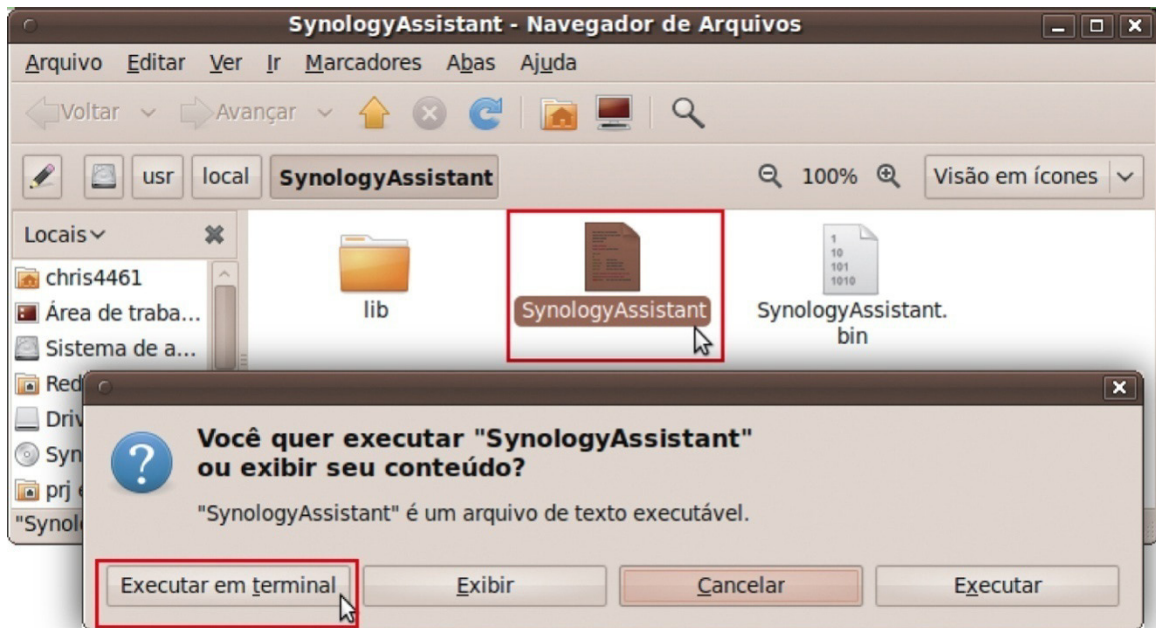 SynologyAssistant - Navegador de Arquivos
Arquivo Editar Ver Ir Marcadores Abas Ajuda
Voltar Avançar
usr local SynologyAssistant 100% Visão em ícones
Locais
chris4461
Área de traba...
Sistema de a...
lib
SynologyAssistant
1
10
101
1010
SynologyAssistant.
bin
Você quer executar "SynologyAssistant"
ou exibir seu conteúdo?
"SynologyAssistant" é um arquivo de texto executável.
Executar em terminal Exibir Cancelar Executar